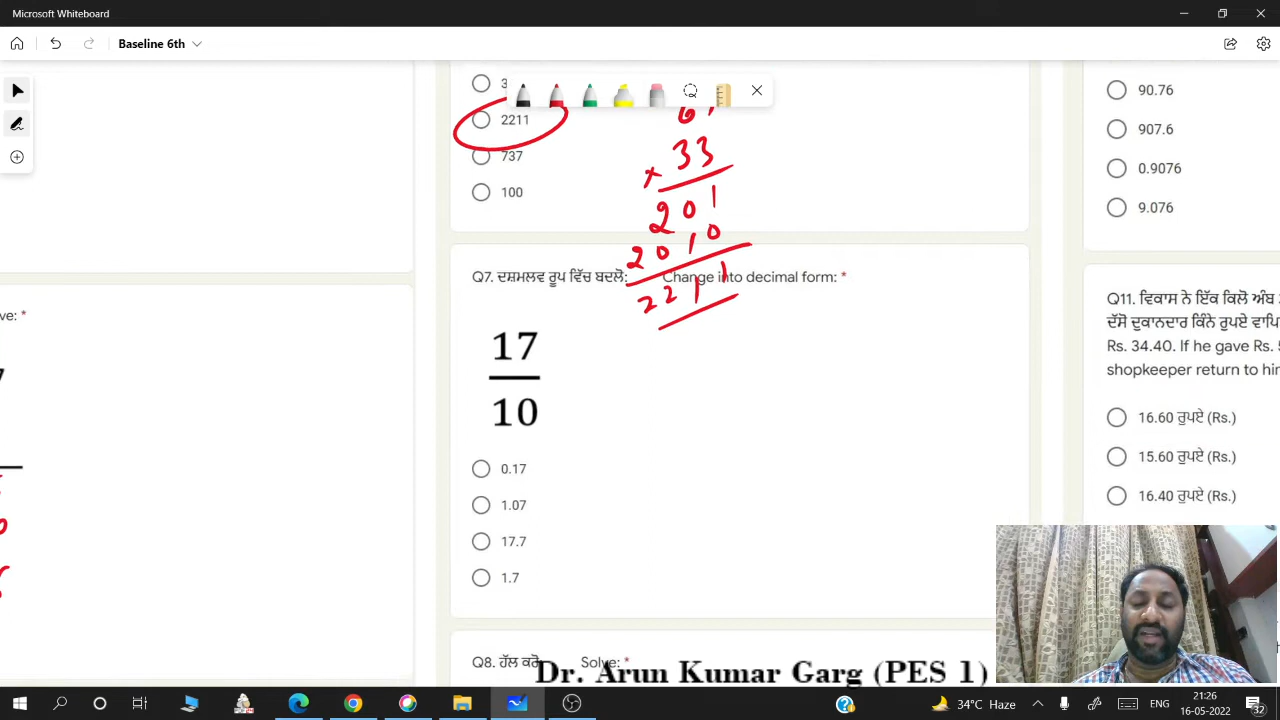 Microsoft Whiteboard
Baseline 6th
2211
737
100
33
×
201
2010
2211
Q7. ਦਸ਼ਮਲਵ ਰੂਪ ਵਿੱਚ ਬਦਲੋ: Change into decimal form: *
17
10
0.17
1.07
17.7
1.7
Q8. ਹੱਲ ਕਰੋ Solve: *
ve: *
90.76
907.6
0.9076
9.076
Q11. ਵਿਕਾਸ ਨੇ ਇੱਕ ਕਿਲੋ ਅੰਬ
ਦੱਸੋ ਦੁਕਾਨਦਾਰ ਕਿੰਨੇ ਰੁਪਏ ਵਾਪਿ
Rs. 34.40. If he gave Rs.
shopkeeper return to hi
16.60 ਰੁਪਏ (Rs.)
15.60 ਰੁਪਏ (Rs.)
16.40 ਰੁਪਏ (Rs.)
Dr. Arun Kumar Garg (PES 1)
34°C Haze
ENG
21:26
16-05-2022
32